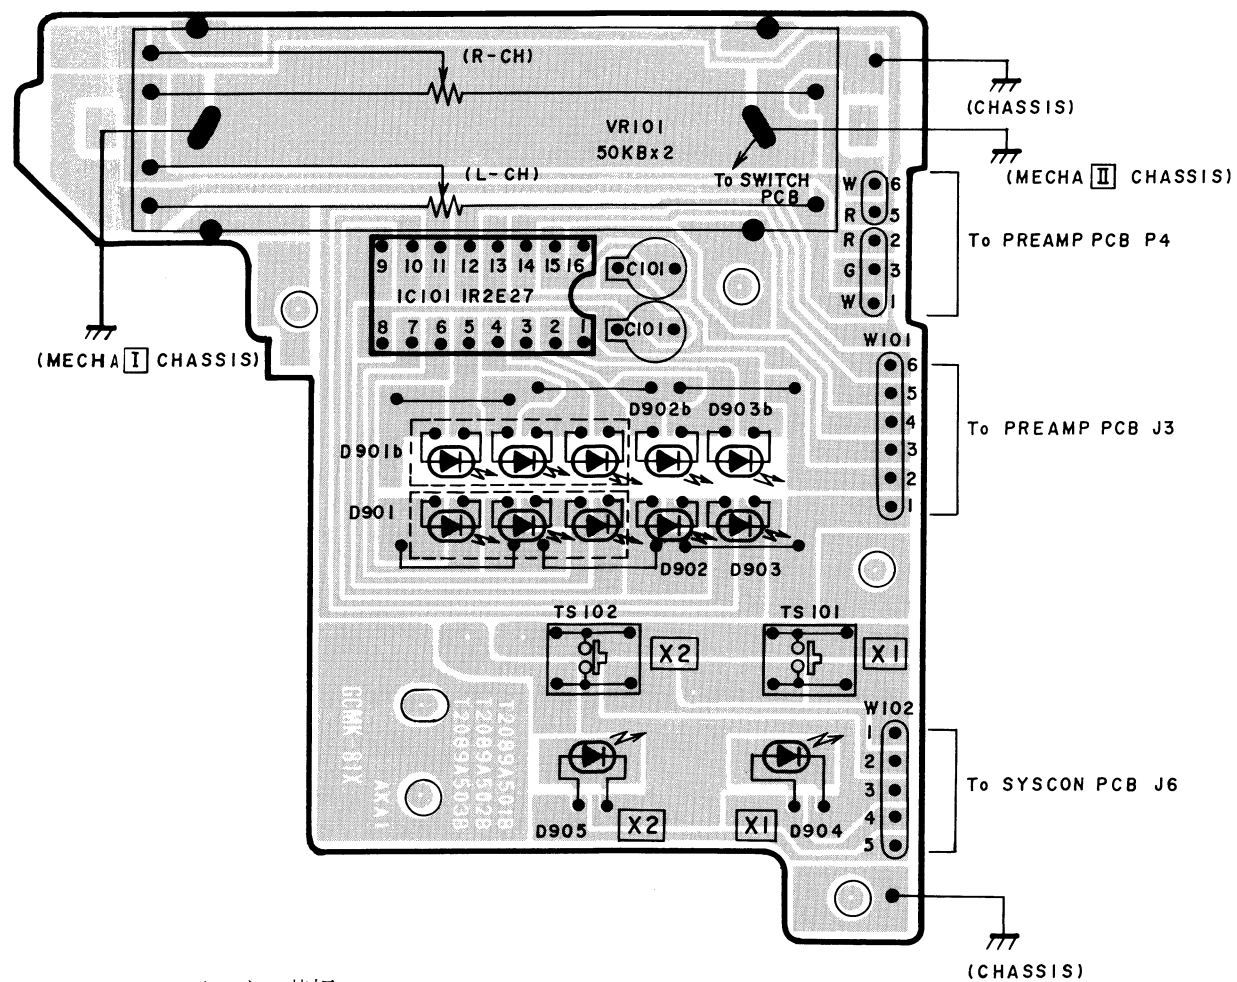 (R-CH)
(CHASSIS)
VR101
50KBx2
(L-CH)
To SWITCH
PCB
(MECHA II CHASSIS)
W 6
R 5
R 2
G 3
W 1
To PREAMP PCB P4
9 10 11 12 13 14 15 16
IC101 IR2E27
8 7 6 5 4 3 2 1
C101
C101
(MECHA I CHASSIS)
W101
6
5
4
3
2
1
To PREAMP PCB J3
D902b D903b
D901b
D901
D902 D903
TS102
X2
TS101
X1
W102
1
2
3
4
5
To SYSCON PCB J6
T2089A501B
T2089A502B
T2089A503B
AKAI
D905
X2
X1
D904
(CHASSIS)